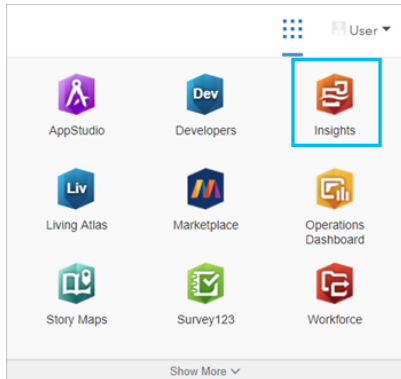 User
Dev
AppStudio
Developers
Insights
Liv
Living Atlas
Marketplace
Operations
Dashboard
Story Maps
Survey123
Workforce
Show More